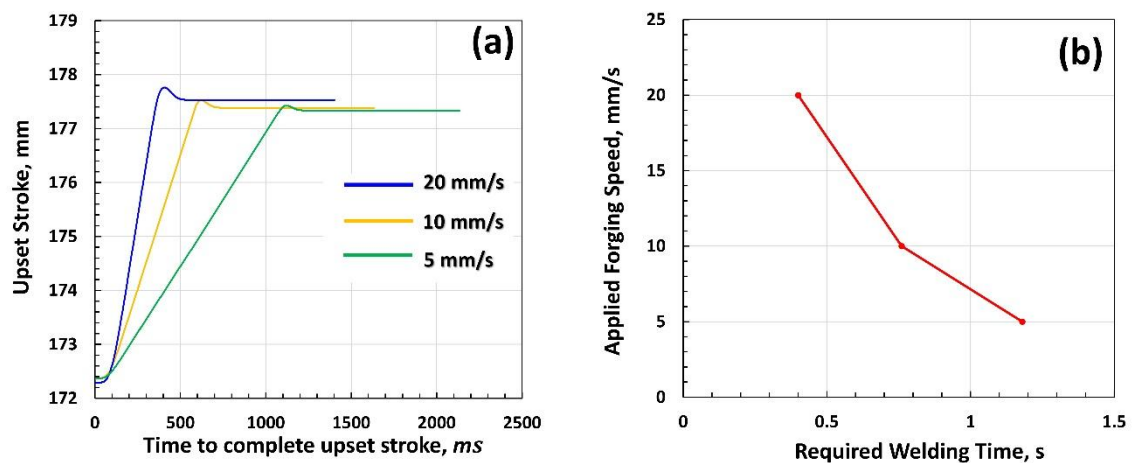 (a)
179
178
177
176
175
174
173
172
Upset Stroke, mm
20 mm/s
10 mm/s
5 mm/s
0 500 1000 1500 2000 2500
Time to complete upset stroke, ms
(b)
25
20
15
10
5
0
Applied Forging Speed, mm/s
0 0.5 1 1.5
Required Welding Time, s